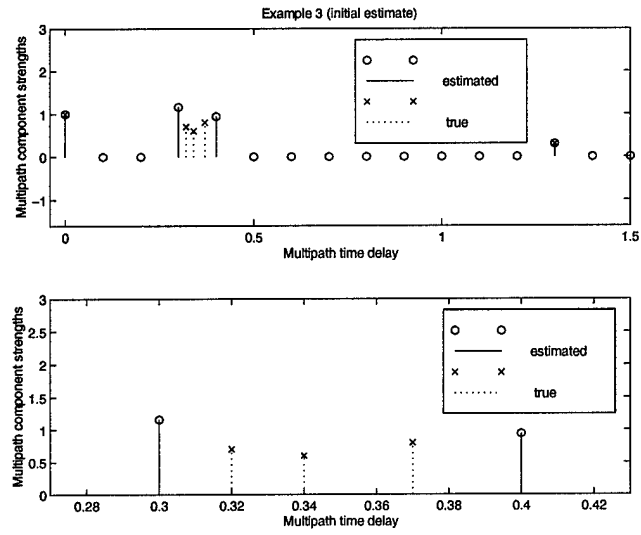 Example 3 (initial estimate)
Multipath component strengths
3
2
1
0
−1
estimated
true
0
0.5
1
1.5
Multipath time delay
Multipath component strengths
3
2.5
2
1.5
1
0.5
0
estimated
true
0.28
0.3
0.32
0.34
0.36
0.38
0.4
0.42
Multipath time delay